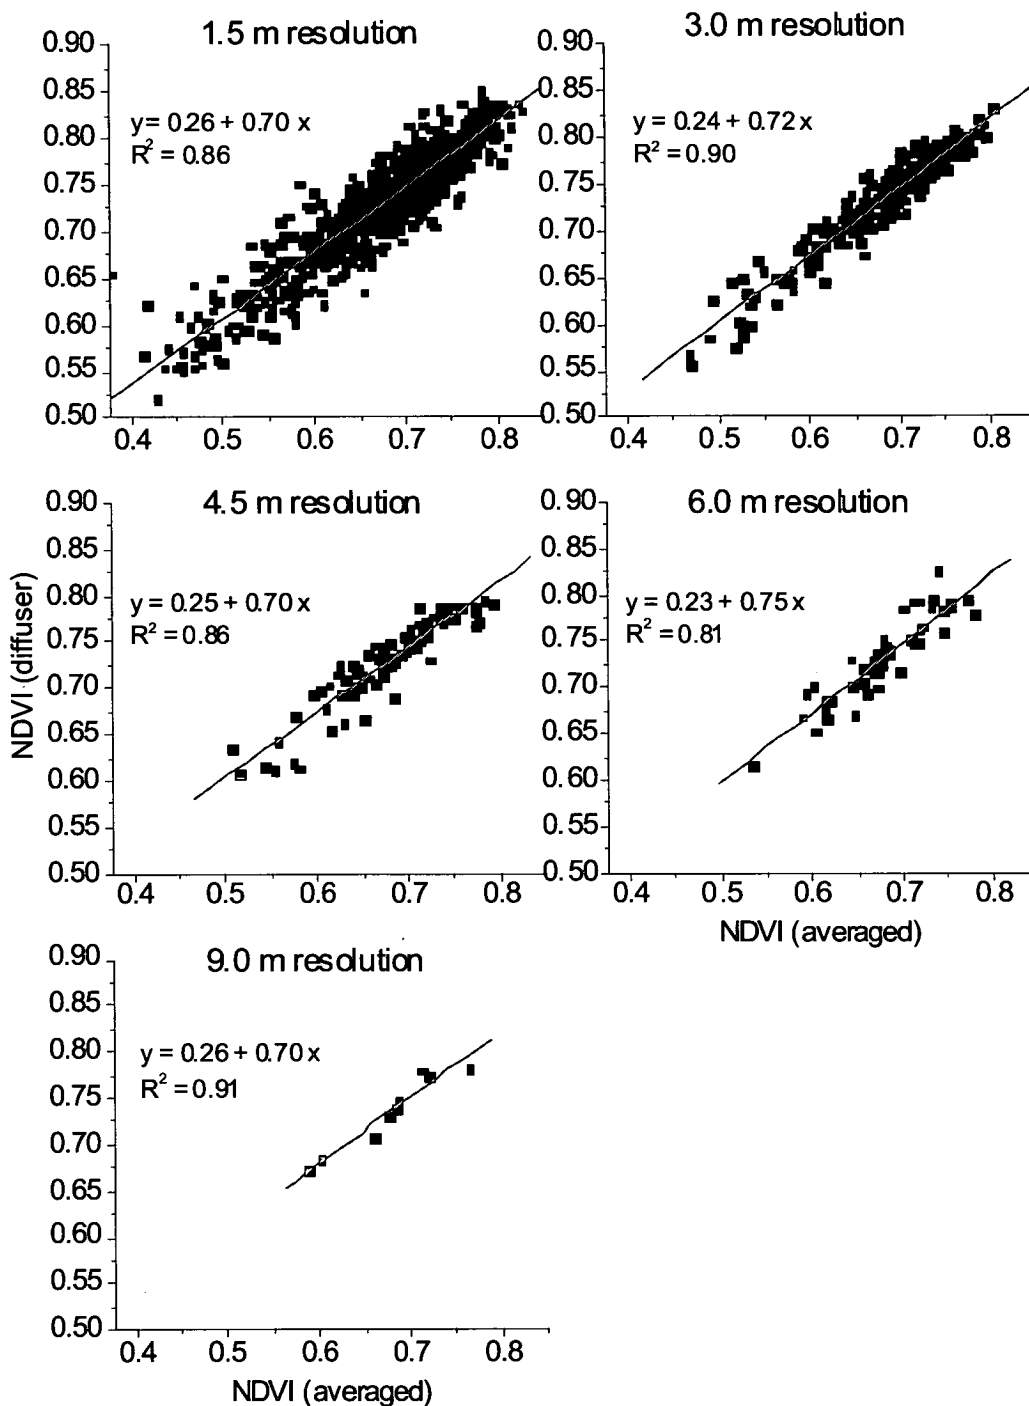 1.5 m resolution
y = 0.26 + 0.70 x
R² = 0.86
0.90
0.85
0.80
0.75
0.70
0.65
0.60
0.55
0.50
0.4 0.5 0.6 0.7 0.8
3.0 m resolution
y = 0.24 + 0.72 x
R² = 0.90
0.90
0.85
0.80
0.75
0.70
0.65
0.60
0.55
0.50
0.4 0.5 0.6 0.7 0.8
4.5 m resolution
y = 0.25 + 0.70 x
R² = 0.86
NDVI (diffuser)
0.90
0.85
0.80
0.75
0.70
0.65
0.60
0.55
0.50
0.4 0.5 0.6 0.7 0.8
6.0 m resolution
y = 0.23 + 0.75 x
R² = 0.81
0.90
0.85
0.80
0.75
0.70
0.65
0.60
0.55
0.50
0.4 0.5 0.6 0.7 0.8
NDVI (averaged)
9.0 m resolution
y = 0.26 + 0.70 x
R² = 0.91
0.90
0.85
0.80
0.75
0.70
0.65
0.60
0.55
0.50
0.4 0.5 0.6 0.7 0.8
NDVI (averaged)